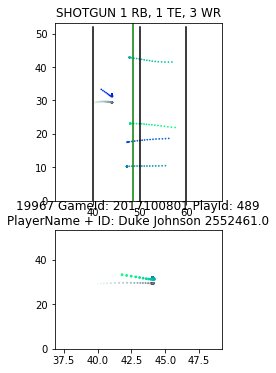 SHOTGUN 1 RB, 1 TE, 3 WR
50
40
30
20
10
0
40 50 60
19967 GameId: 2017100801 PlayId: 489
PlayerName + ID: Duke Johnson 2552461.0
40
20
0
37.5 40.0 42.5 45.0 47.5